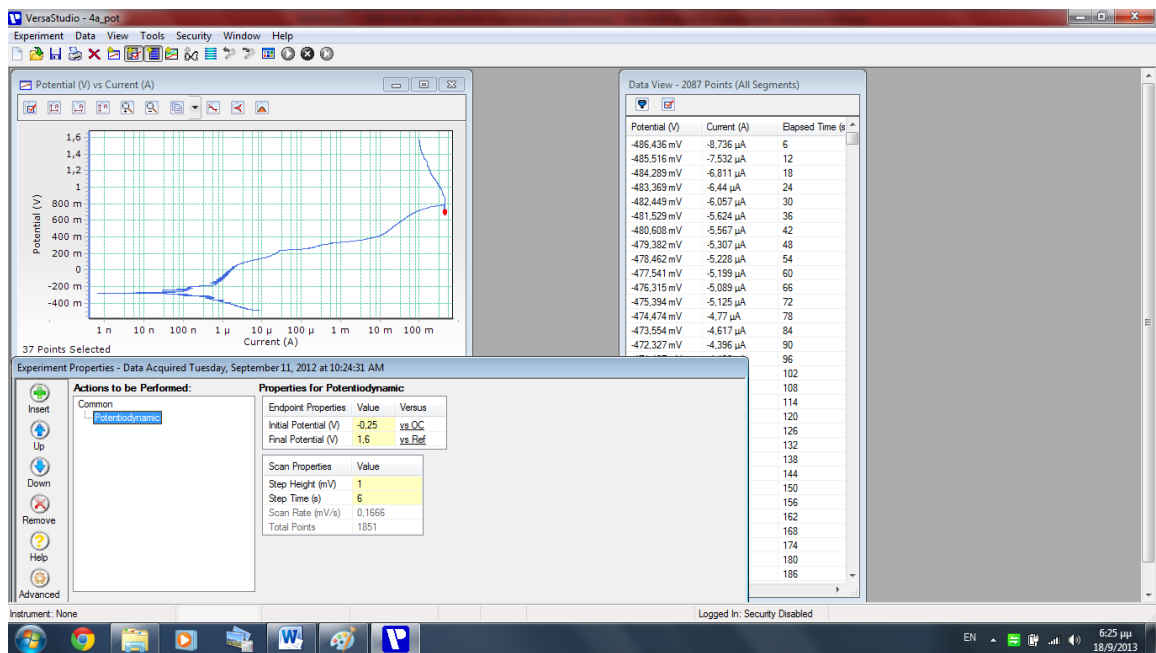 VersaStudio - 4a_pot
Experiment Data View Tools Security Window Help
Potential (V) vs Current (A)
1,6
1,4
1,2
1
800 m
600 m
400 m
200 m
0
-200 m
-400 m
Potential (V)
1 n 10 n 100 n 1 µ 10 µ 100 µ 1 m 10 m 100 m
Current (A)
37 Points Selected
Data View - 2087 Points (All Segments)
Potential (V) Current (A) Elapsed Time (s
-486,436 mV -8,736 µA 6
-485,516 mV -7,532 µA 12
-484,289 mV -6,811 µA 18
-483,369 mV -6,44 µA 24
-482,449 mV -6,057 µA 30
-481,529 mV -5,624 µA 36
-480,608 mV -5,567 µA 42
-479,382 mV -5,307 µA 48
-478,462 mV -5,228 µA 54
-477,541 mV -5,199 µA 60
-476,315 mV -5,089 µA 66
-475,394 mV -5,125 µA 72
-474,474 mV -4,77 µA 78
-473,554 mV -4,617 µA 84
-472,327 mV -4,396 µA 90
96
102
108
114
120
126
132
138
144
150
156
162
168
174
180
186
Experiment Properties - Data Acquired Tuesday, September 11, 2012 at 10:24:31 AM
Insert
Up
Down
Remove
Help
Advanced
Actions to be Performed:
Common
Potentiodynamic
Properties for Potentiodynamic
Endpoint Properties Value Versus
Initial Potential (V) -0,25 vs OC
Final Potential (V) 1,6 vs Ref
Scan Properties Value
Step Height (mV) 1
Step Time (s) 6
Scan Rate (mV/s) 0,1666
Total Points 1851
Instrument: None
Logged In: Security Disabled
EN
6:25 μμ
18/9/2013